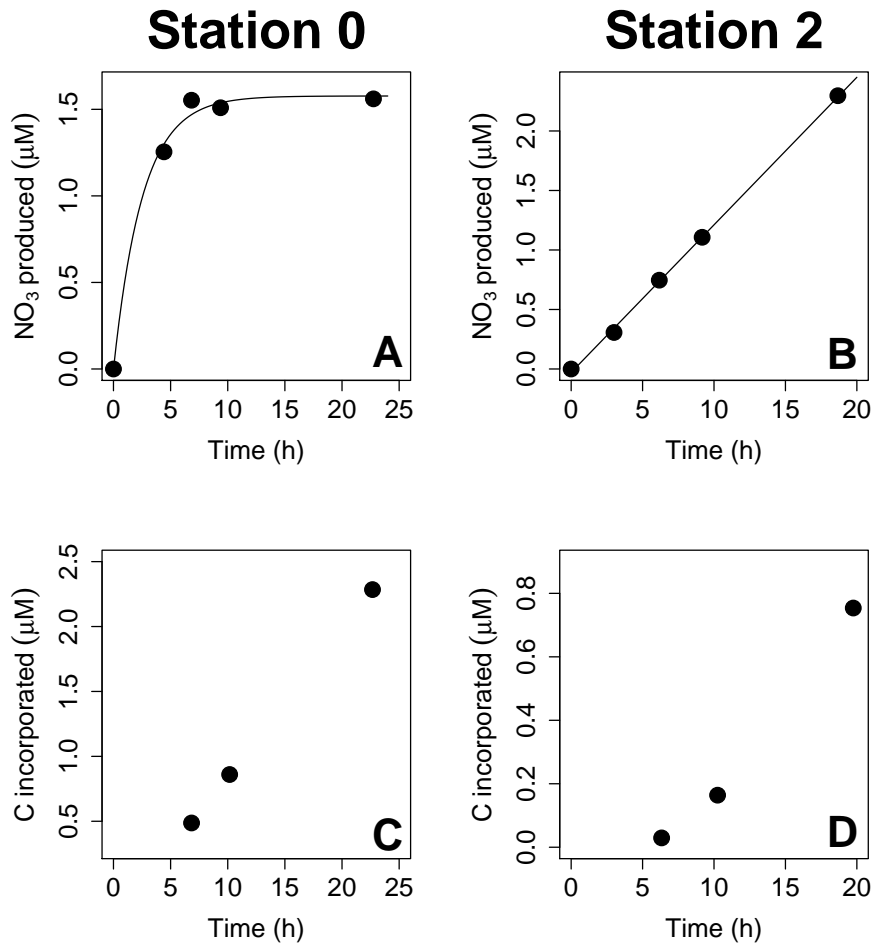 Station 0
Station 2
NO3 produced (μM)
0.0 0.5 1.0 1.5
A
0 5 10 15 20 25
Time (h)
NO3 produced (μM)
0.0 0.5 1.0 1.5 2.0
B
0 5 10 15 20
Time (h)
C incorporated (μM)
0.5 1.0 1.5 2.0 2.5
C
0 5 10 15 20 25
Time (h)
C incorporated (μM)
0.0 0.2 0.4 0.6 0.8
D
0 5 10 15 20
Time (h)